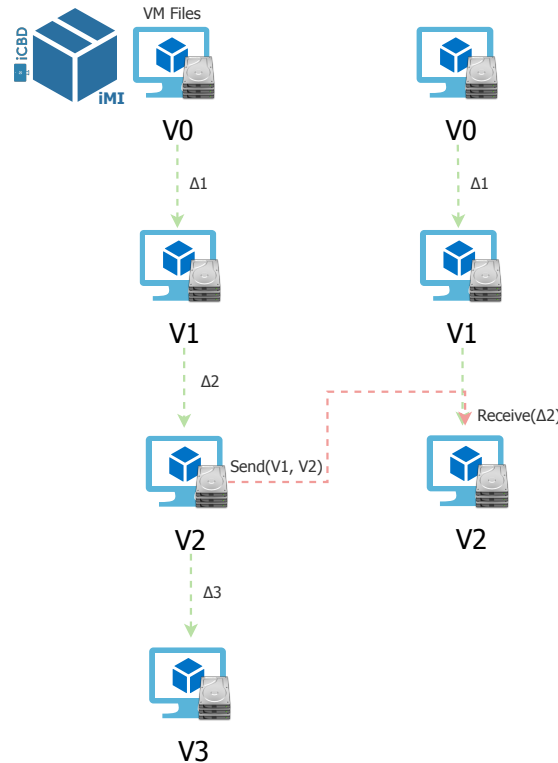 VM Files
iCBD
iMI
V0
V0
Δ1
Δ1
V1
V1
Δ2
Receive(Δ2)
Send(V1, V2)
V2
V2
Δ3
V3